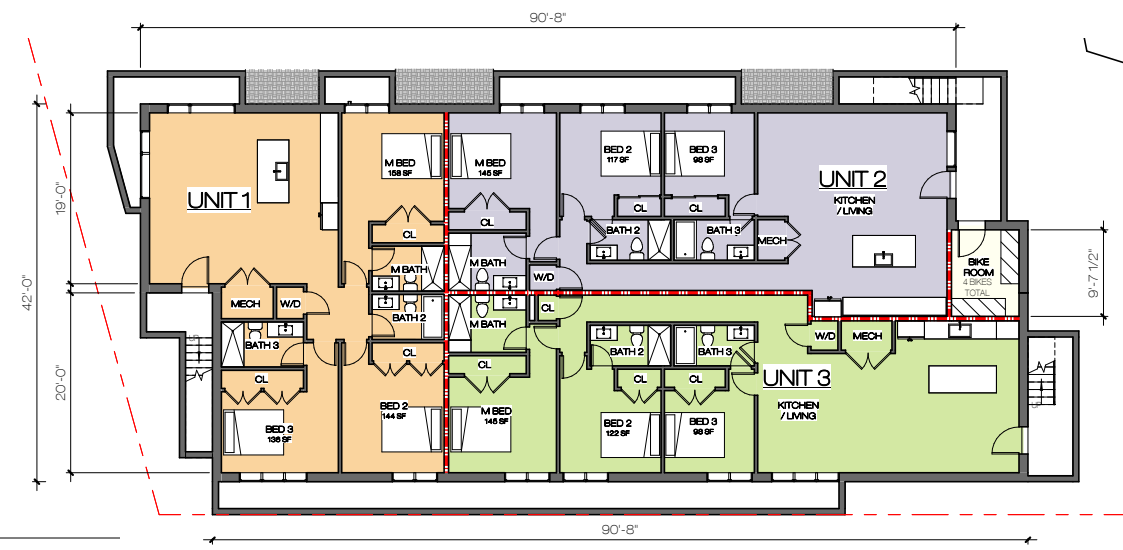 90'-8"
42'-0"
19'-0"
20'-0"
9'-7 1/2"
UNIT 1
M BED
158 SF
CL
M BATH
MECH
W/D
BATH 2
BATH 3
CL
CL
BED 3
136 SF
BED 2
144 SF
M BED
145 SF
CL
M BATH
W/D
BED 2
117 SF
CL
BATH 2
BED 3
98 SF
CL
BATH 3
MECH
UNIT 2
KITCHEN
/ LIVING
BIKE
ROOM
4 BIKES
TOTAL
M BATH
CL
CL
M BED
145 SF
BATH 2
CL
BED 2
122 SF
BATH 3
CL
BED 3
98 SF
W/D
MECH
UNIT 3
KITCHEN
/ LIVING
90'-8"